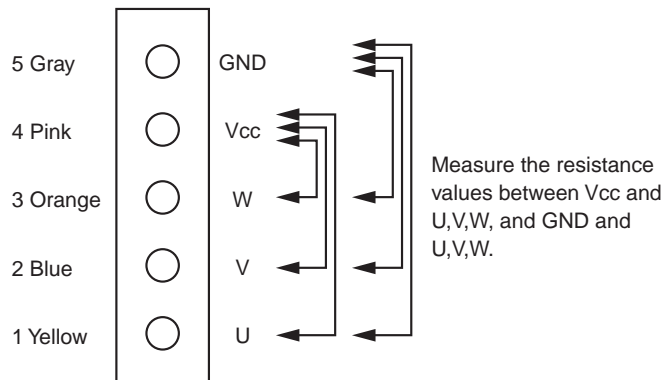 5 Gray GND
4 Pink Vcc
3 Orange W
2 Blue V
1 Yellow U
Measure the resistance
values between Vcc and
U,V,W, and GND and
U,V,W.